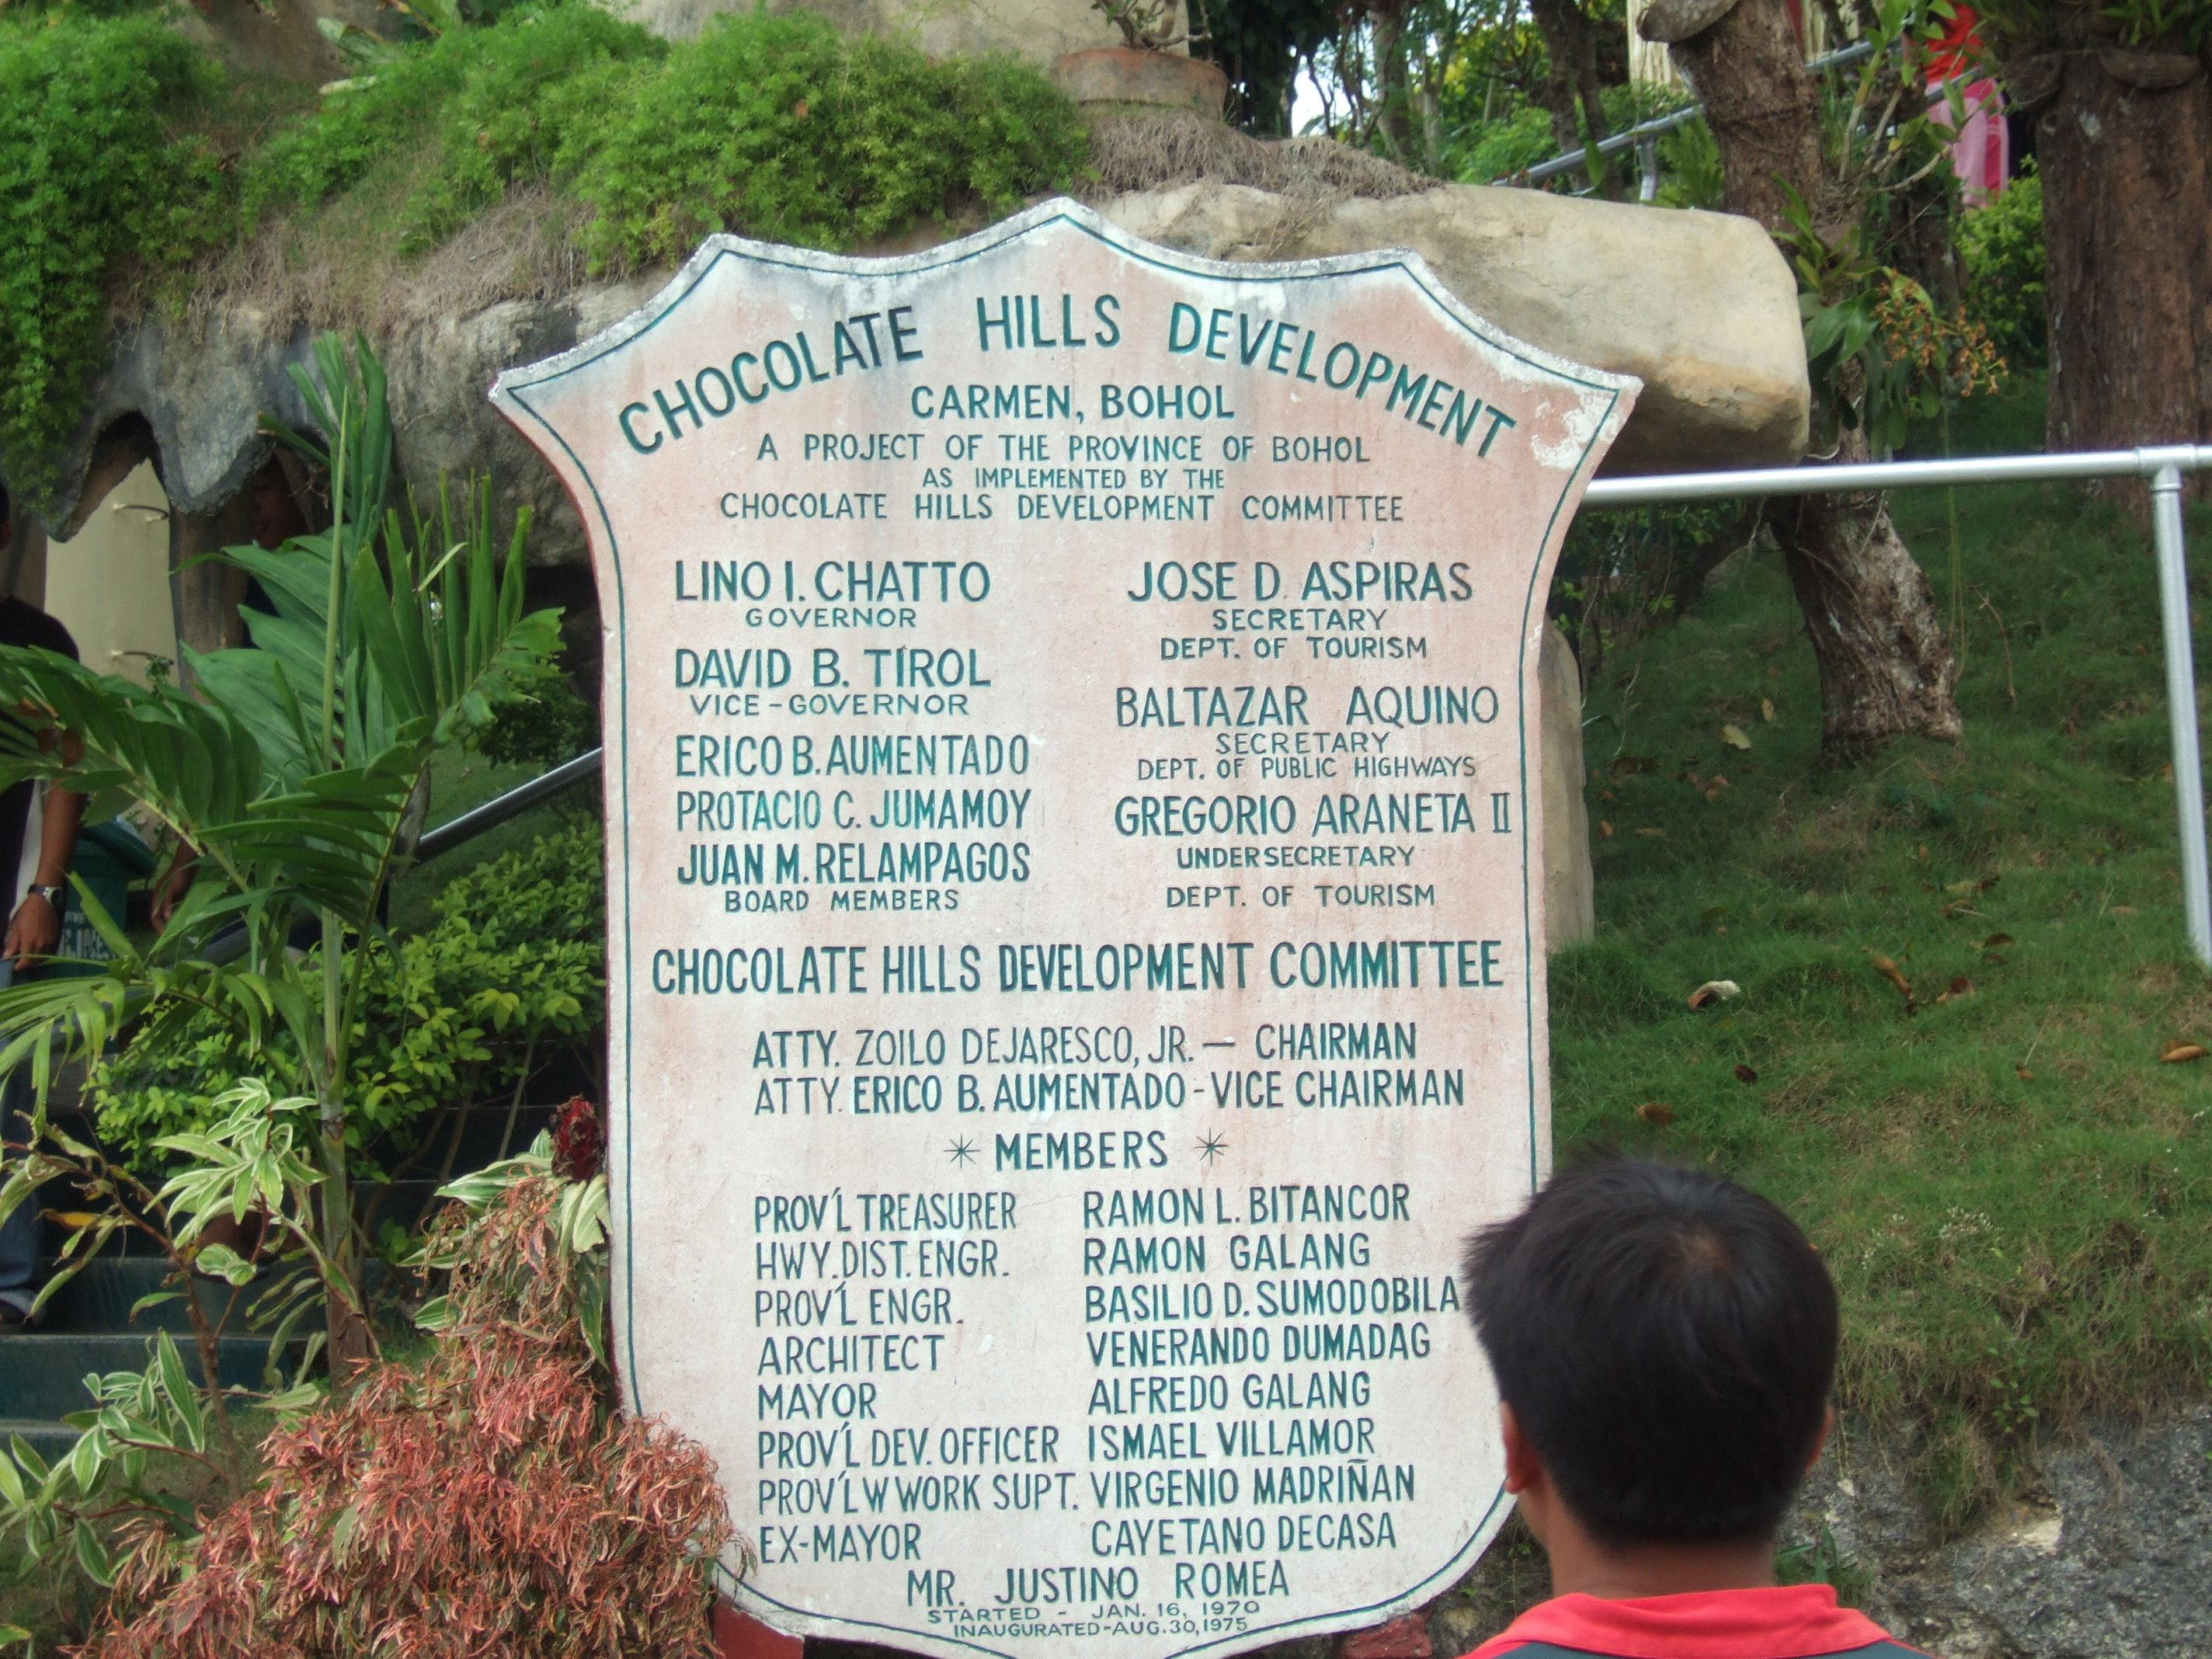 CHOCOLATE HILLS DEVELOPMENT
CARMEN, BOHOL
A PROJECT OF THE PROVINCE OF BOHOL
AS IMPLEMENTED BY THE
CHOCOLATE HILLS DEVELOPMENT COMMITTEE
LINO I. CHATTO
GOVERNOR
DAVID B. TIROL
VICE-GOVERNOR
ERICO B. AUMENTADO
PROTACIO C. JUMAMOY
JUAN M. RELAMPAGOS
BOARD MEMBERS
JOSE D. ASPIRAS
SECRETARY
DEPT. OF TOURISM
BALTAZAR AQUINO
SECRETARY
DEPT. OF PUBLIC HIGHWAYS
GREGORIO ARANETA II
UNDERSECRETARY
DEPT. OF TOURISM
CHOCOLATE HILLS DEVELOPMENT COMMITTEE
ATTY. ZOILO DEJARESCO, JR. — CHAIRMAN
ATTY. ERICO B. AUMENTADO - VICE CHAIRMAN
* MEMBERS *
PROV'L TREASURER RAMON L. BITANCOR
HWY. DIST. ENGR. RAMON GALANG
PROV'L ENGR. BASILIO D. SUMODOBILA
ARCHITECT VENERANDO DUMADAG
MAYOR ALFREDO GALANG
PROV'L DEV. OFFICER ISMAEL VILLAMOR
PROV'L W WORK SUPT. VIRGENIO MADRIÑAN
EX-MAYOR CAYETANO DECASA
MR. JUSTINO ROMEA
STARTED - JAN. 16, 1970
INAUGURATED-AUG. 30, 1975